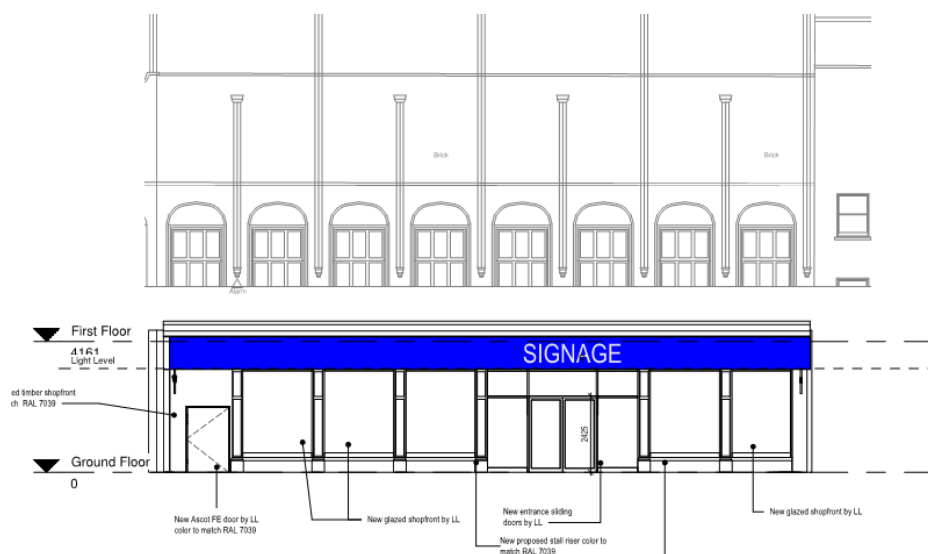 Brick
Brick
Alarm
First Floor
4161
Light Level
SIGNAGE
ed timber shopfront
ch RAL 7039
2425
Ground Floor
0
New Ascot FE door by LL
color to match RAL 7039
New glazed shopfront by LL
New entrance sliding
doors by LL
New glazed shopfront by LL
New proposed stall riser color to
match RAL 7039